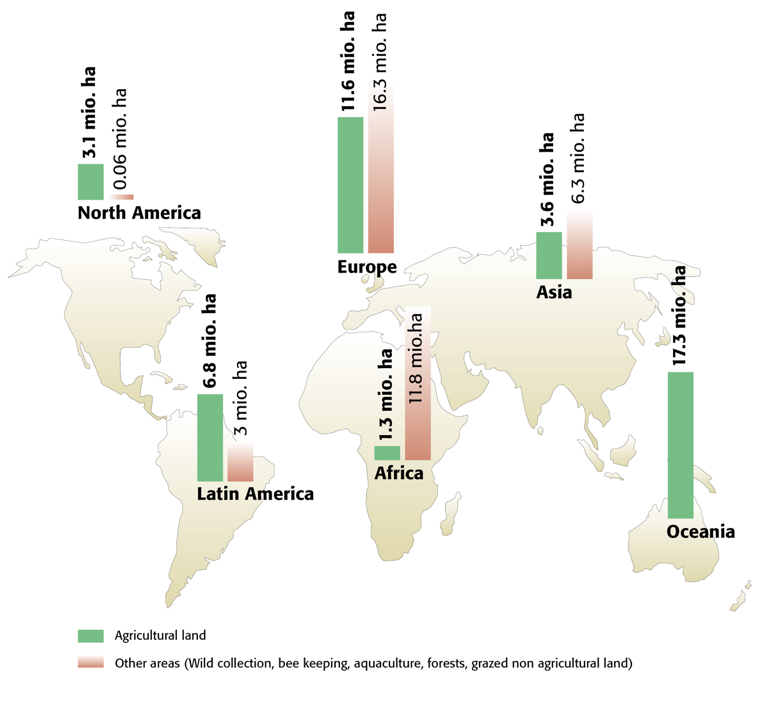 3.1 mio. ha
0.06 mio. ha
North America
11.6 mio. ha
16.3 mio. ha
Europe
3.6 mio. ha
6.3 mio. ha
Asia
6.8 mio. ha
3 mio. ha
Latin America
1.3 mio. ha
11.8 mio.ha
Africa
17.3 mio. ha
Oceania
Agricultural land
Other areas (Wild collection, bee keeping, aquaculture, forests, grazed non agricultural land)